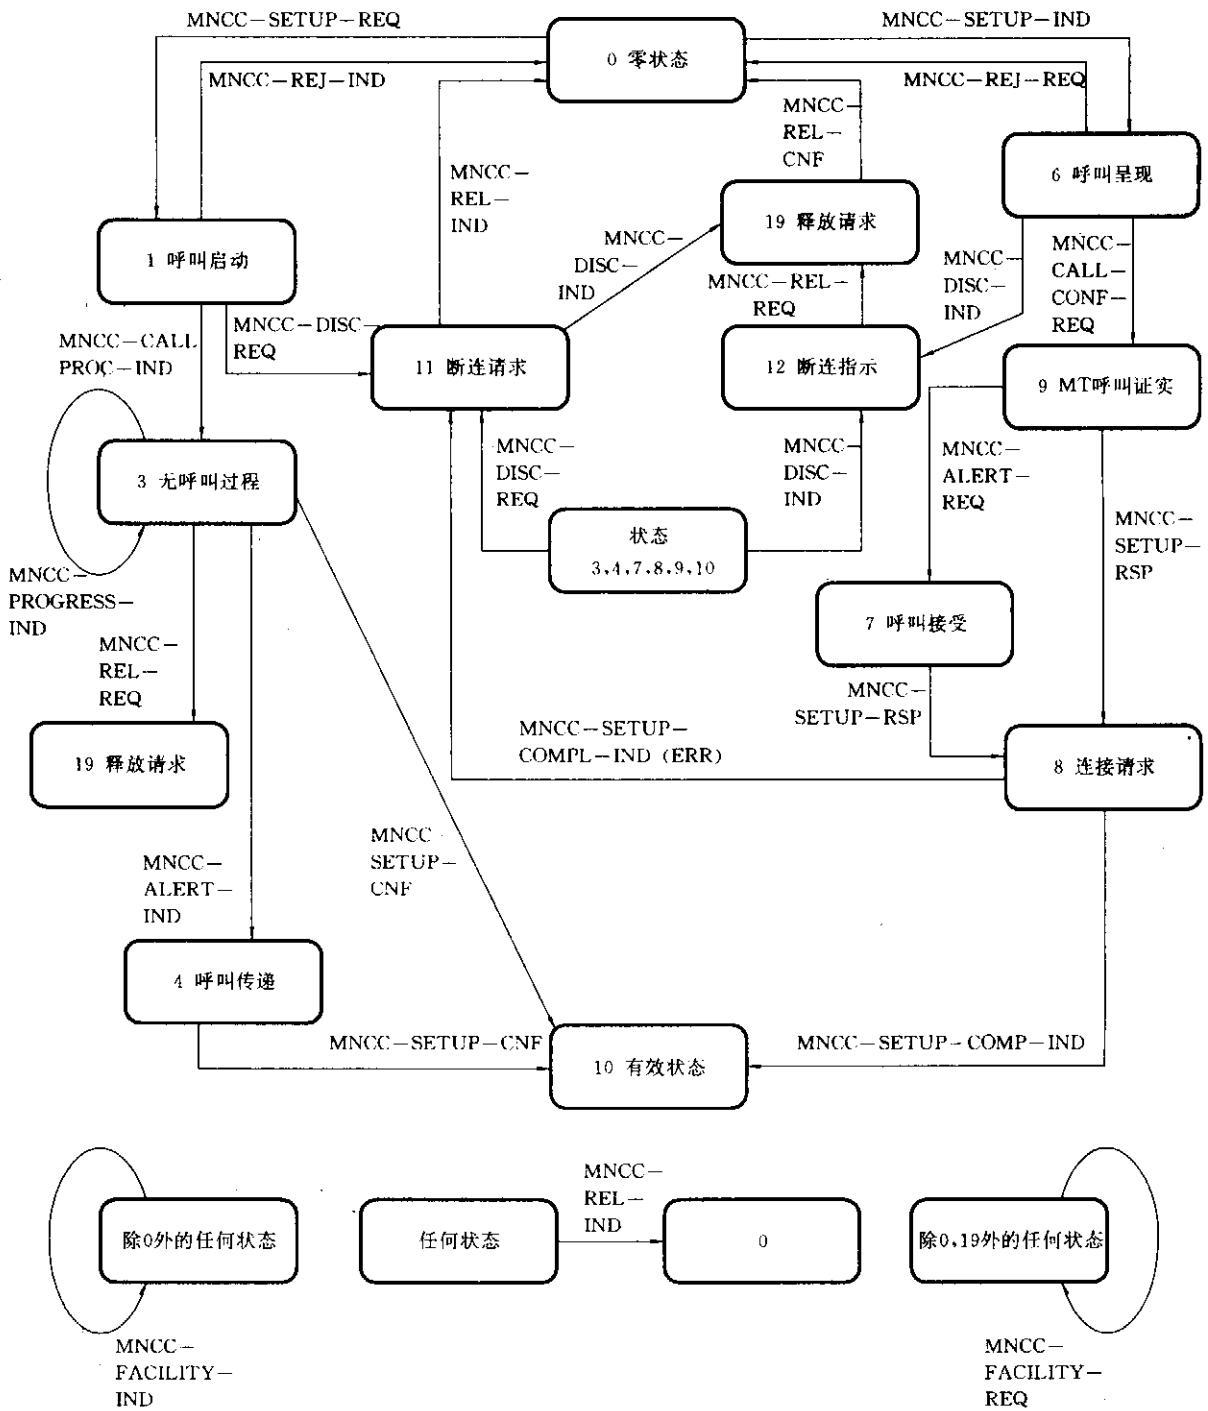 MNCC-SETUP-REQ
MNCC-SETUP-IND
0 零状态
MNCC-REJ-IND
MNCC-REJ-REQ
MNCC-
REL-
CNF
MNCC-
REL-
IND
6 呼叫呈现
19 释放请求
1 呼叫启动
MNCC-
DISC-
IND
MNCC-REL-
REQ
MNCC-
DISC-
IND
MNCC-
CALL-
CONF-
REQ
MNCC-CALL
PROC-IND
MNCC-DISC-
REQ
11 断连请求
12 断连指示
9 MT呼叫证实
3 无呼叫过程
MNCC-
DISC-
REQ
MNCC-
DISC-
IND
MNCC-
ALERT-
REQ
MNCC-
SETUP-
RSP
状态
3,4,7,8,9,10
MNCC-
PROGRESS-
IND
MNCC-
REL-
REQ
7 呼叫接受
MNCC-
SETUP-RSP
19 释放请求
MNCC-SETUP-
COMPL-IND (ERR)
8 连接请求
MNCC
SETUP-
CNF
MNCC-
ALERT-
IND
4 呼叫传递
MNCC-SETUP-CNF
10 有效状态
MNCC-SETUP-COMP-IND
除0外的任何状态
MNCC-
FACILITY-
IND
任何状态
MNCC-
REL-
IND
0
除0,19外的任何状态
MNCC-
FACILITY-
REQ